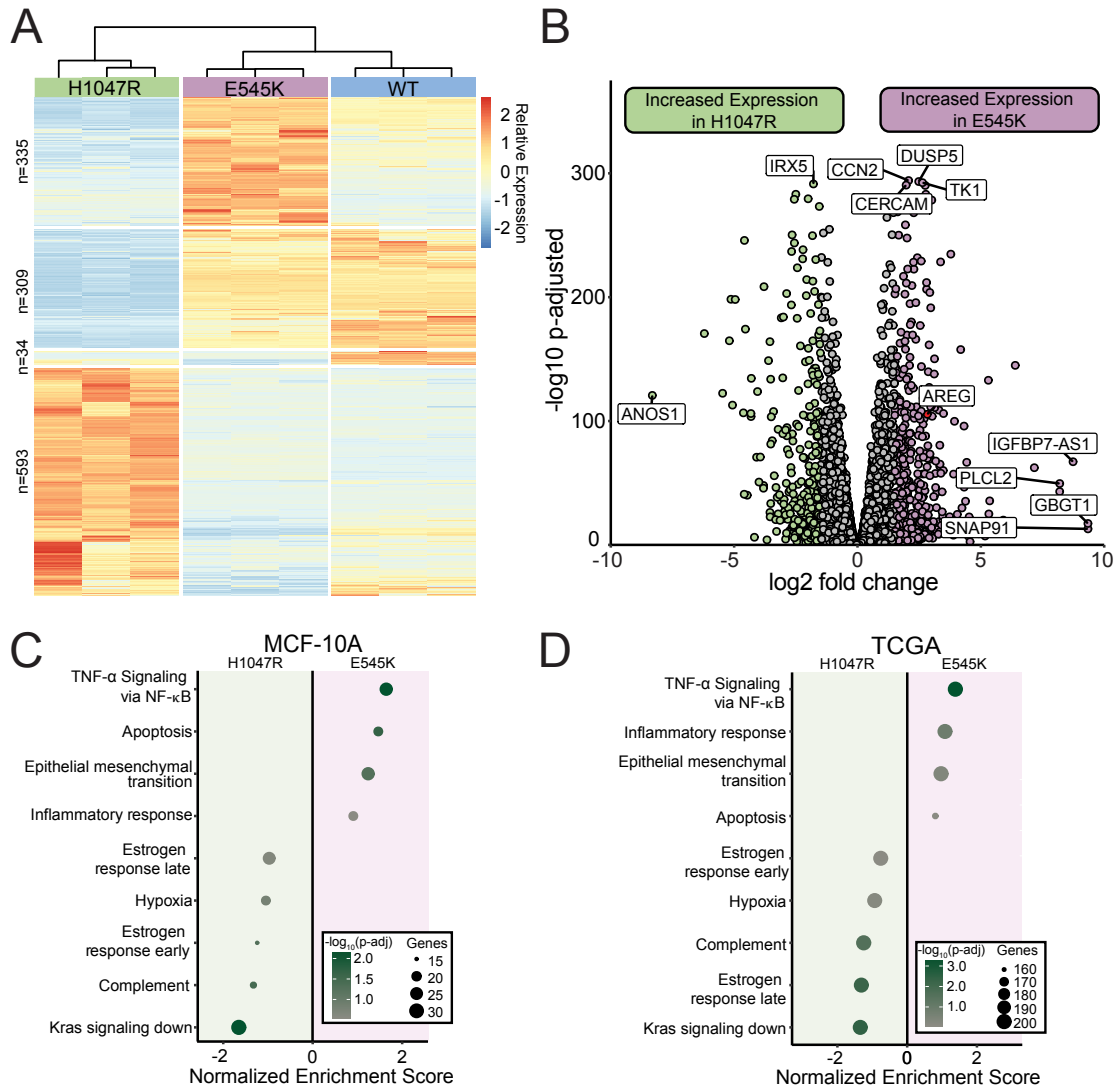 A
H1047R
E545K
WT
n=335
n=309
n=34
n=593
2
1
0
-1
-2
Relative
Expression
B
Increased Expression
in H1047R
Increased Expression
in E545K
IRX5
CCN2
DUSP5
CERCAM
TK1
ANOS1
AREG
IGFBP7-AS1
PLCL2
GBGT1
SNAP91
300
200
100
0
-log10 p-adjusted
-10
-5
0
5
10
log2 fold change
C
MCF-10A
H1047R
E545K
TNF-α Signaling
via NF-κB
Apoptosis
Epithelial mesenchymal
transition
Inflammatory response
Estrogen
response late
Hypoxia
Estrogen
response early
Complement
Kras signaling down
-log10(p-adj)
2.0
1.5
1.0
Genes
15
20
25
30
-2
0
2
Normalized Enrichment Score
D
TCGA
H1047R
E545K
TNF-α Signaling
via NF-κB
Inflammatory response
Epithelial mesenchymal
transition
Apoptosis
Estrogen
response early
Hypoxia
Complement
Estrogen
response late
Kras signaling down
-log10(p-adj)
3.0
2.0
1.0
Genes
160
170
180
190
200
-2
0
2
Normalized Enrichment Score